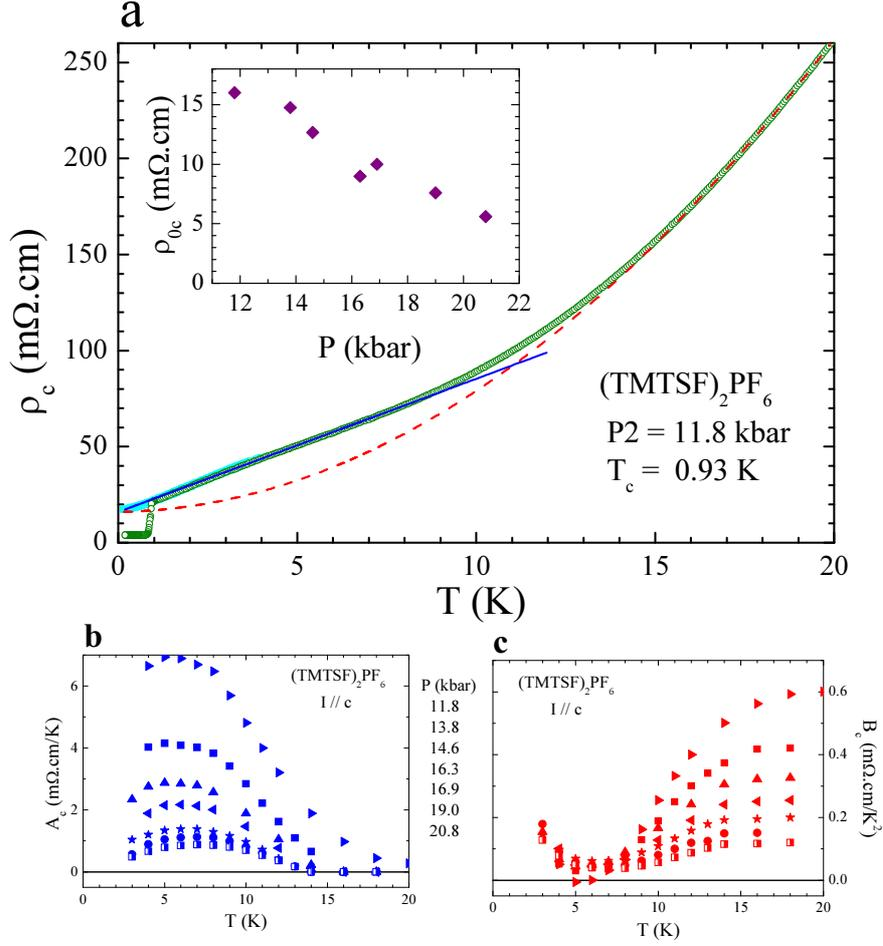 a
250
200
150
100
50
0
ρc (mΩ.cm)
15
10
5
0
ρ0c (mΩ.cm)
12 14 16 18 20 22
P (kbar)
(TMTSF)2PF6
P2 = 11.8 kbar
Tc = 0.93 K
0 5 10 15 20
T (K)
b
6
4
2
0
Ac (mΩ.cm/K)
(TMTSF)2PF6
I // c
0 5 10 15 20
T (K)
P (kbar)
11.8
13.8
14.6
16.3
16.9
19.0
20.8
c
(TMTSF)2PF6
I // c
0.6
0.4
0.2
0.0
Bc (mΩ.cm/K2)
0 5 10 15 20
T (K)